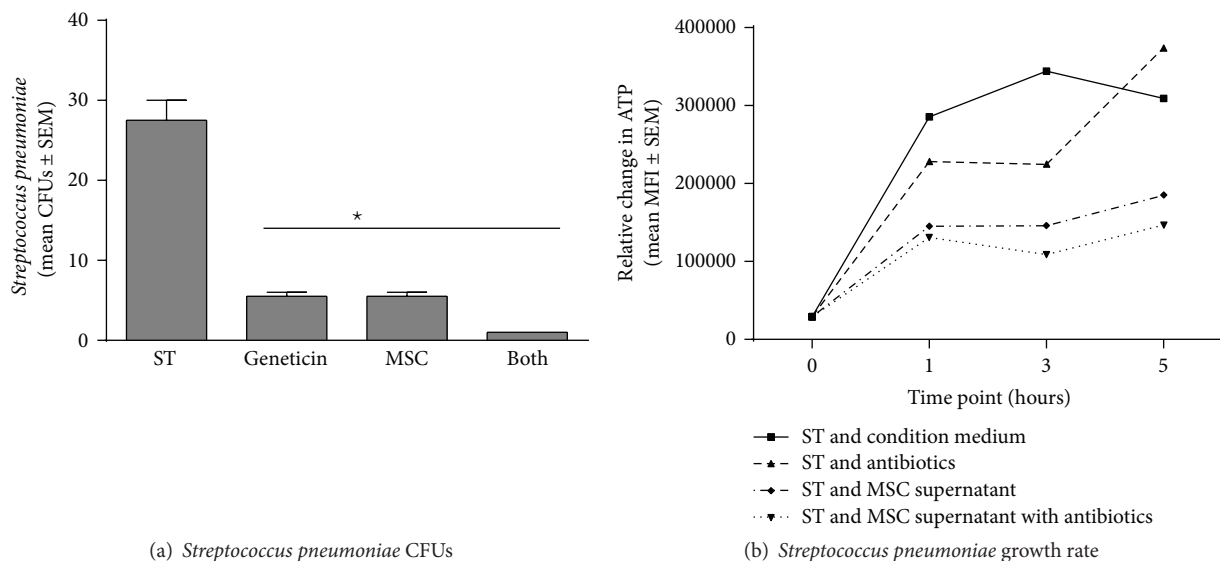 Streptococcus pneumoniae
(mean CFUs ± SEM)
40
30
20
10
0
*
ST Geneticin MSC Both
(a) Streptococcus pneumoniae CFUs
Relative change in ATP
(mean MFI ± SEM)
400000
300000
200000
100000
0
0 1 3 5
Time point (hours)
ST and condition medium
ST and antibiotics
ST and MSC supernatant
ST and MSC supernatant with antibiotics
(b) Streptococcus pneumoniae growth rate